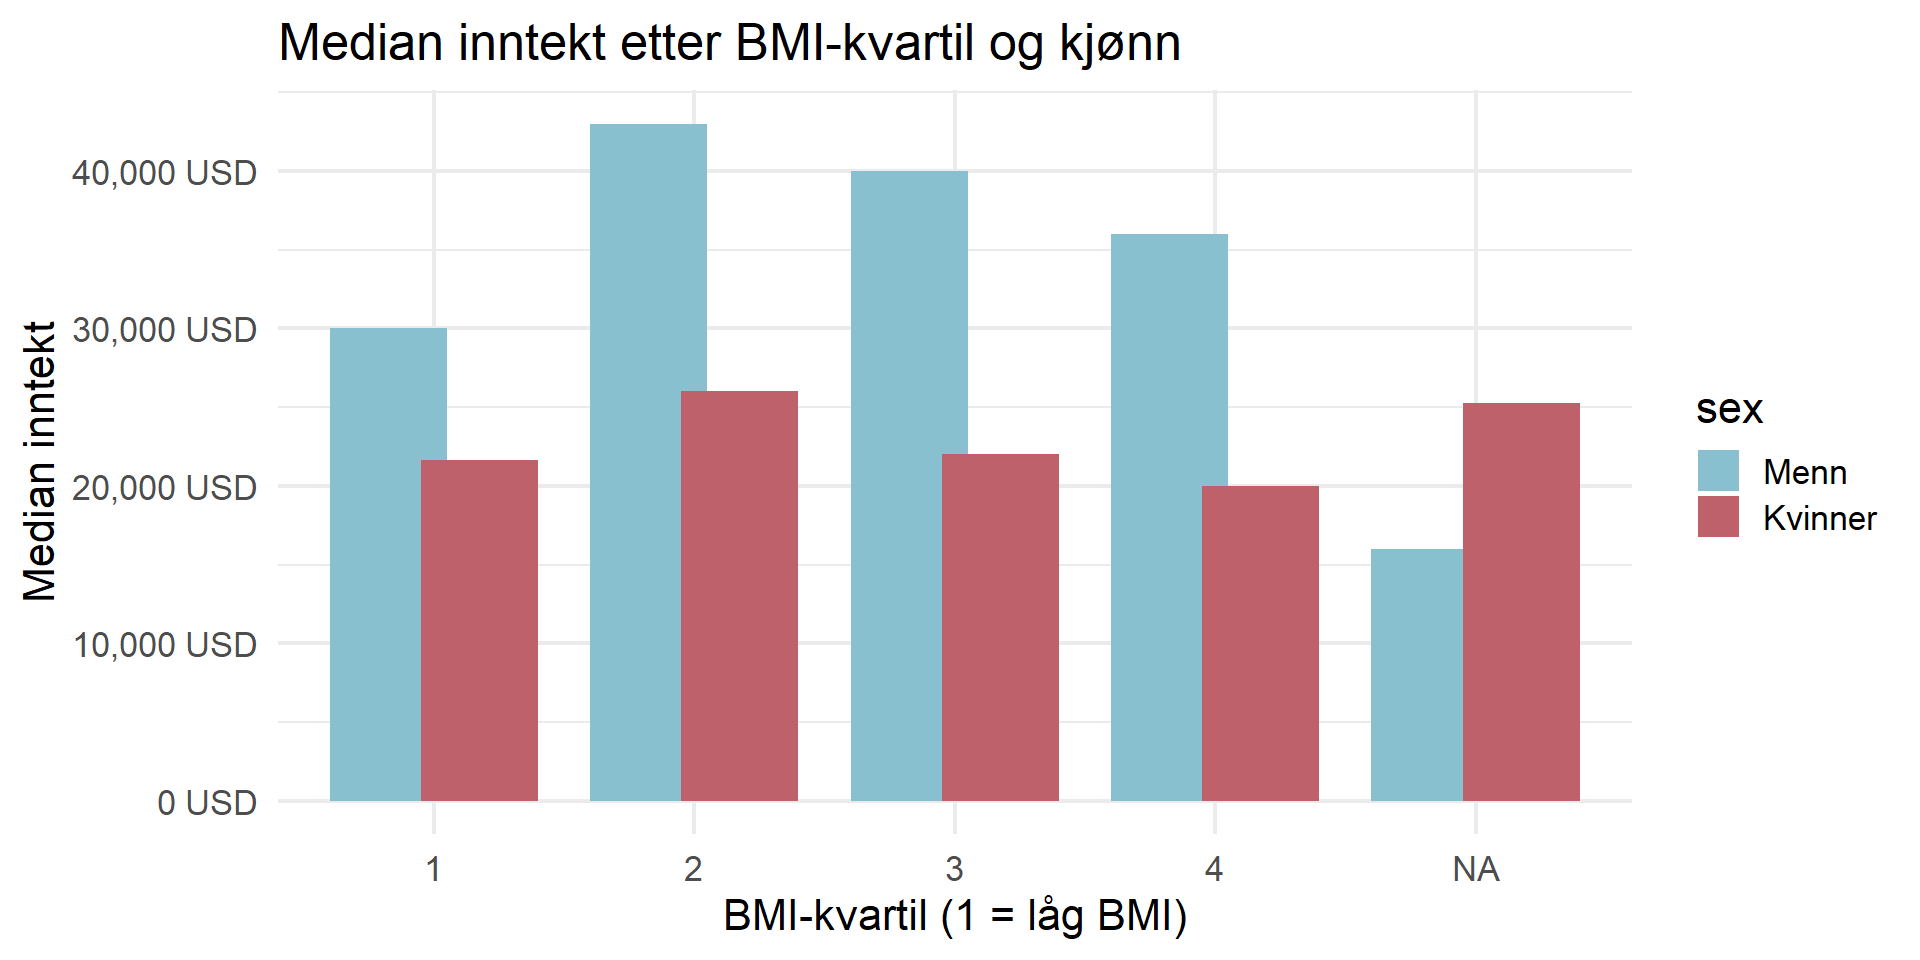 Median inntekt etter BMI-kvartil og kjønn
Median inntekt
40,000 USD
30,000 USD
20,000 USD
10,000 USD
0 USD
1
2
3
4
NA
BMI-kvartil (1 = låg BMI)
sex
Menn
Kvinner